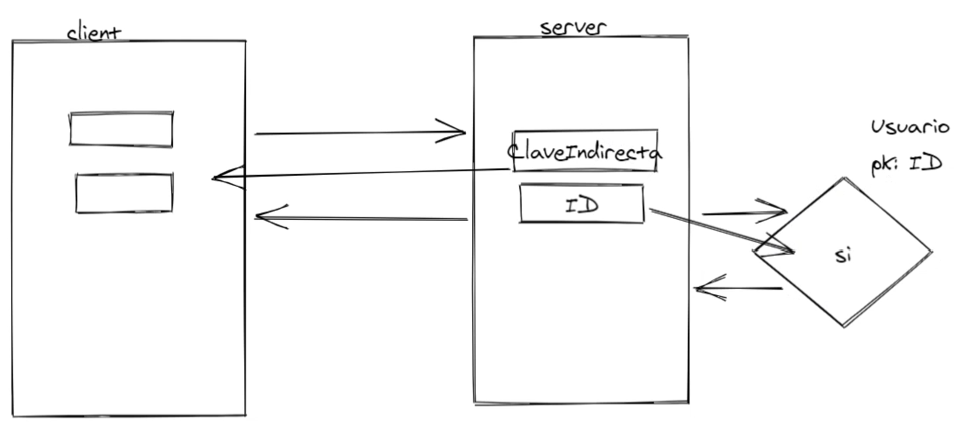 client
server
Usuario
pk: ID
ClaveIndirecta
ID
si